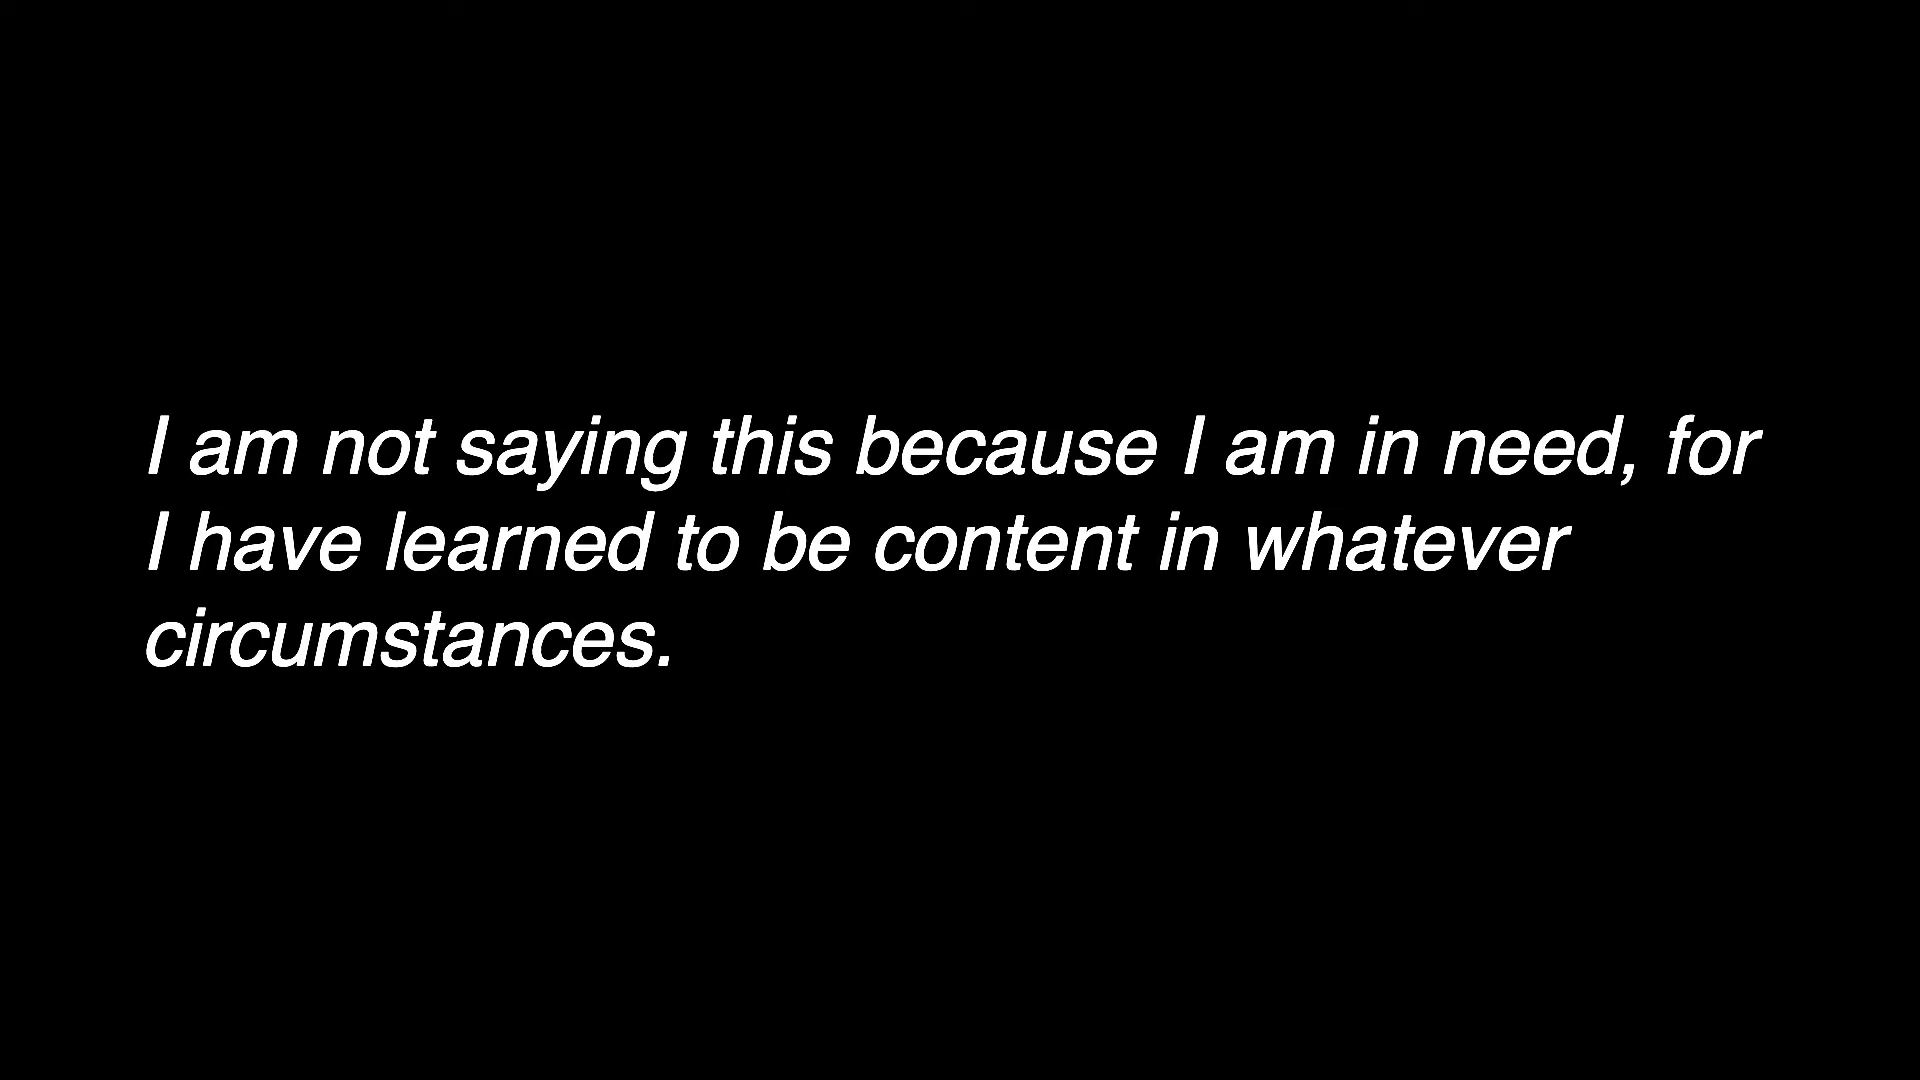 I am not saying this because I am in need, for
I have learned to be content in whatever
circumstances.